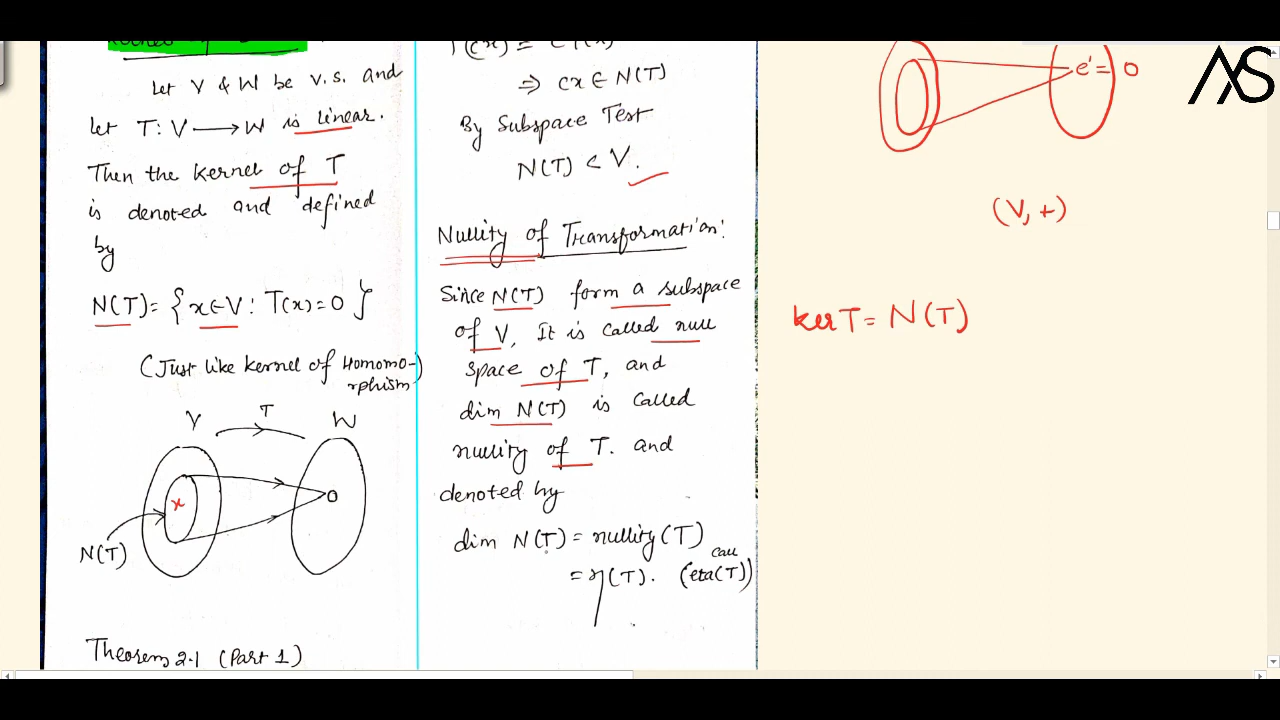 Let V & W be v.s. and
let T: V → W is linear.
Then the kernel of T
is denoted and defined
by
N(T) = { x∈V : T(x) = 0 }
(Just like kernel of Homomo-
rphism)
V T W
x
0
N(T)
Theorem 2.1 (Part 1)
⇒ cx ∈ N(T)
By Subspace Test
N(T) < V.
Nullity of Transformation:
Since N(T) form a subspace
of V, It is called null
space of T, and
dim N(T) is called
nullity of T. and
denoted by
dim N(T) = nullity (T)
= η(T). call (eta(T))
e' = 0
(V, +)
ker T = N(T)